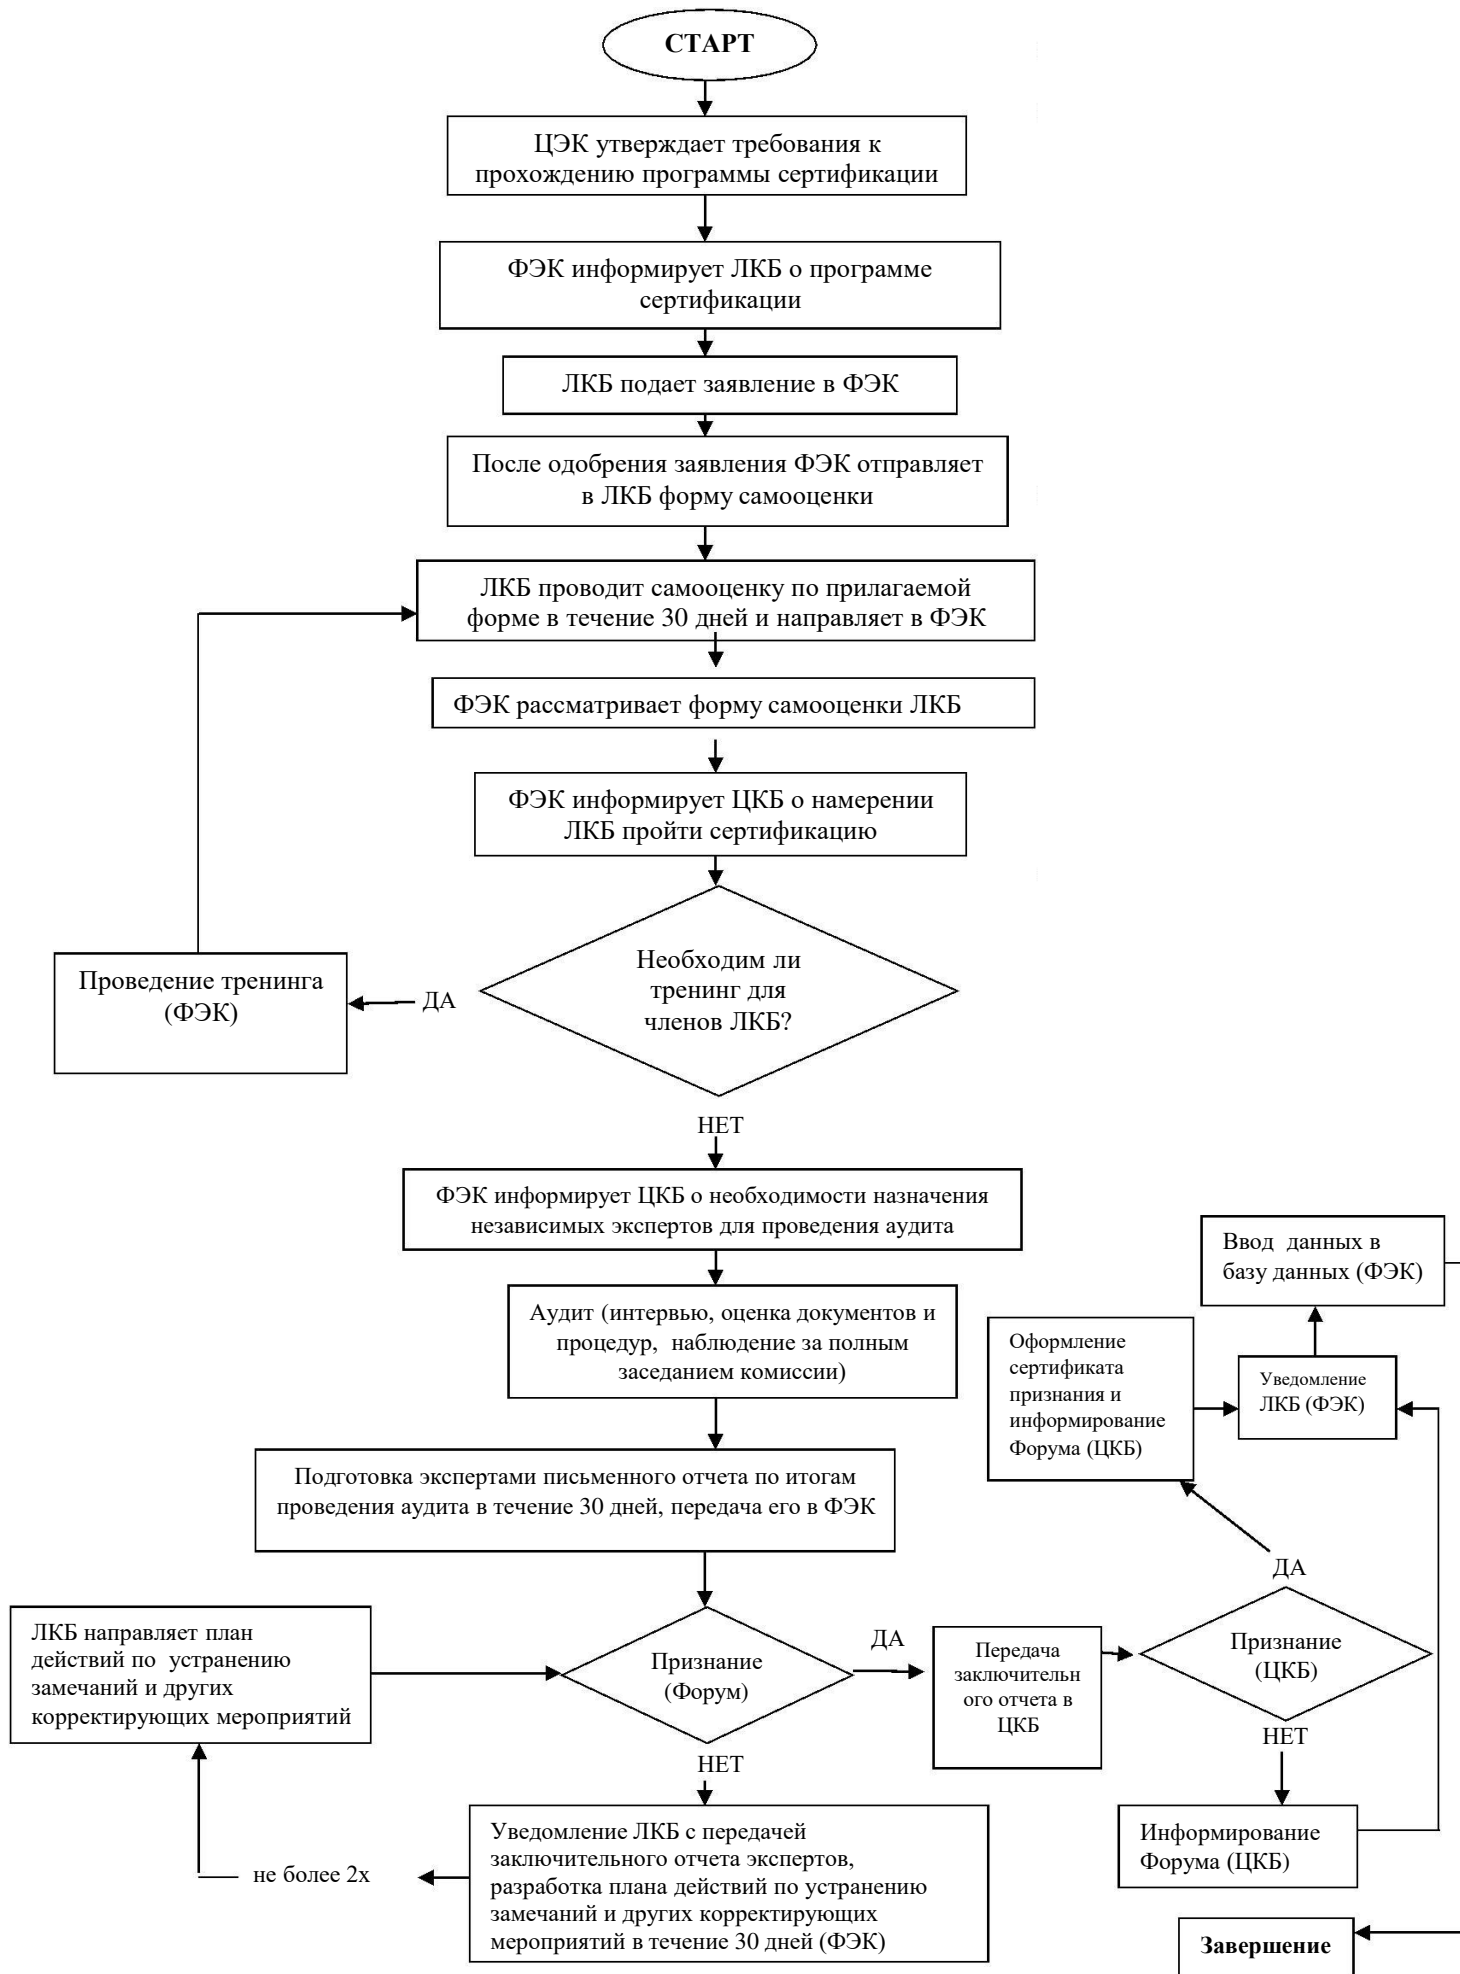 СТАРТ
ЦЭК утверждает требования к
прохождению программы сертификации
ФЭК информирует ЛКБ о программе
сертификации
ЛКБ подает заявление в ФЭК
После одобрения заявления ФЭК отправляет
в ЛКБ форму самооценки
ЛКБ проводит самооценку по прилагаемой
форме в течение 30 дней и направляет в ФЭК
ФЭК рассматривает форму самооценки ЛКБ
ФЭК информирует ЦКБ о намерении
ЛКБ пройти сертификацию
Необходим ли
тренинг для
членов ЛКБ?
ДА
Проведение тренинга
(ФЭК)
НЕТ
ФЭК информирует ЦКБ о необходимости назначения
независимых экспертов для проведения аудита
Аудит (интервью, оценка документов и
процедур, наблюдение за полным
заседанием комиссии)
Подготовка экспертами письменного отчета по итогам
проведения аудита в течение 30 дней, передача его в ФЭК
Признание
(Форум)
НЕТ
Уведомление ЛКБ с передачей
заключительного отчета экспертов,
разработка плана действий по устранению
замечаний и других корректирующих
мероприятий в течение 30 дней (ФЭК)
не более 2х
ЛКБ направляет план
действий по устранению
замечаний и других
корректирующих мероприятий
ДА
Передача
заключительн
ого отчета в
ЦКБ
Признание
(ЦКБ)
ДА
Оформление
сертификата
признания и
информирование
Форума (ЦКБ)
НЕТ
Информирование
Форума (ЦКБ)
Уведомление
ЛКБ (ФЭК)
Ввод данных в
базу данных (ФЭК)
Завершение